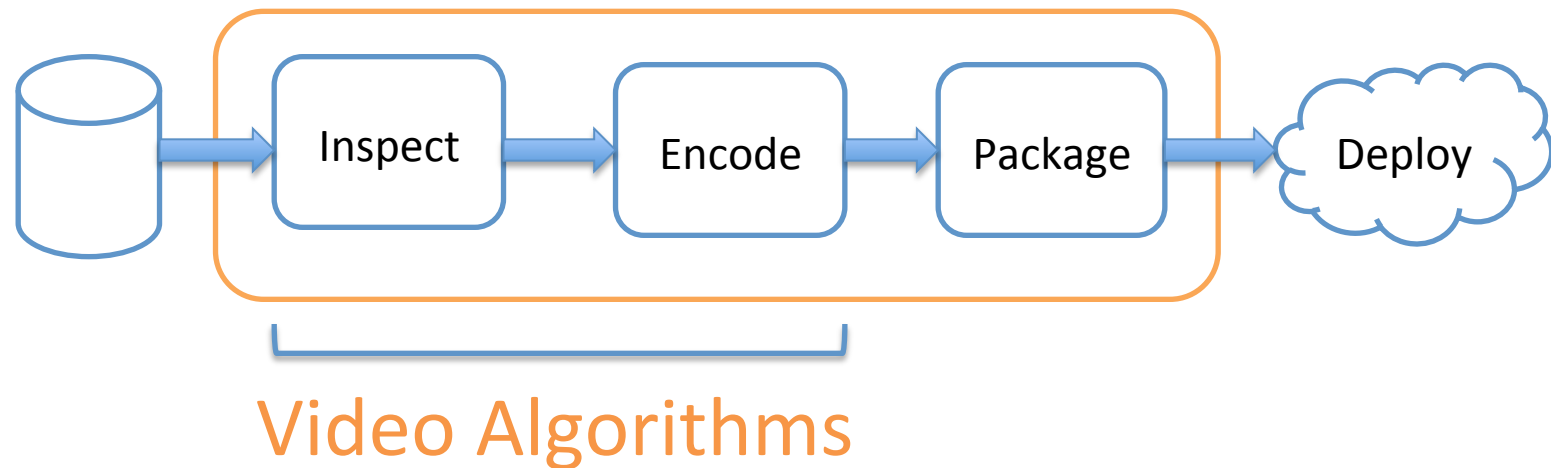 Inspect
Encode
Package
Deploy
Video Algorithms